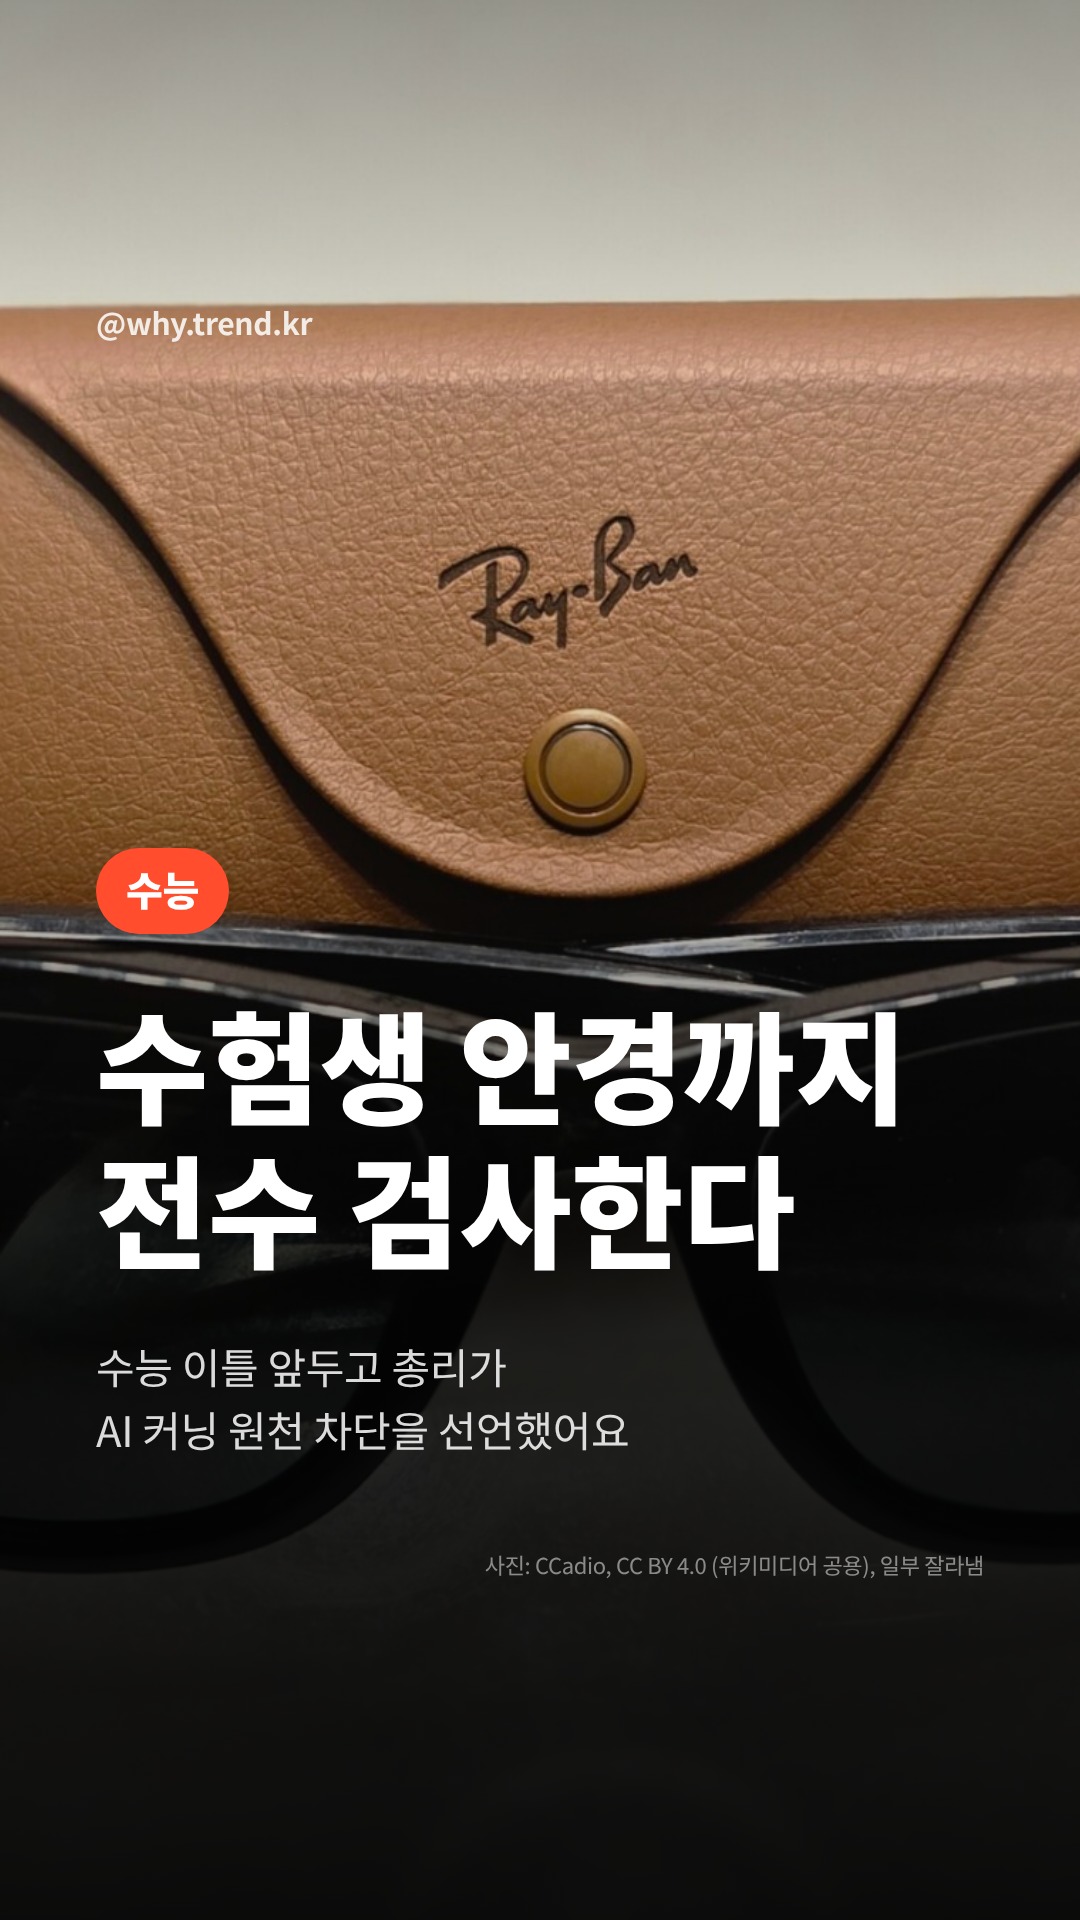 @why.trend.kr
Ray-Ban
수능
수험생 안경까지
전수 검사한다
수능 이틀 앞두고 총리가
AI 커닝 원천 차단을 선언했어요
사진: CCadio, CC BY 4.0 (위키미디어 공용), 일부 잘라냄